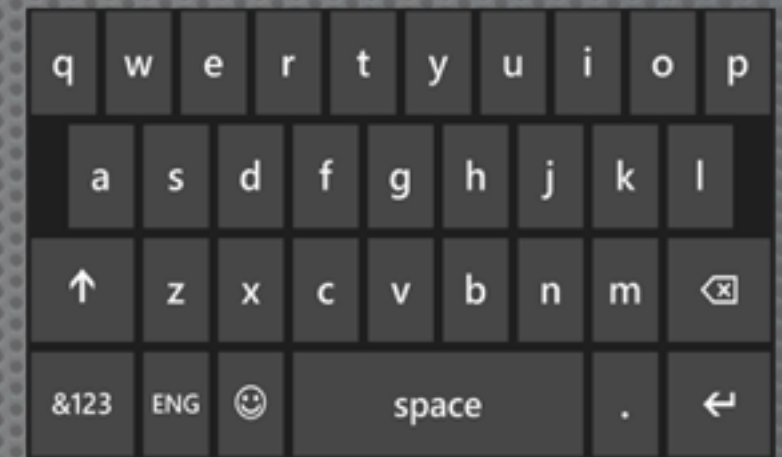 q w e r t y u i o p
a s d f g h j k l
z x c v b n m
&123 ENG space .